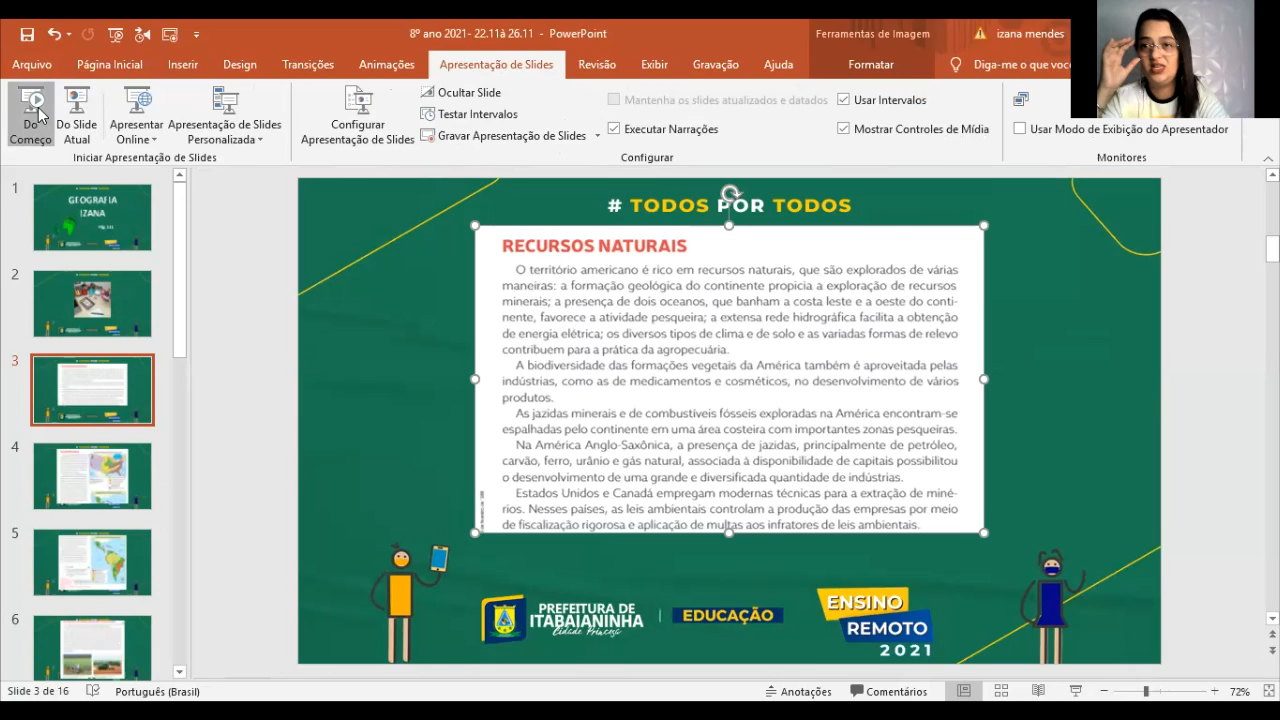 8º ano 2021- 22.11à 26.11 - PowerPoint
Ferramentas de Imagem
izana mendes
Arquivo
Página Inicial
Inserir
Design
Transições
Animações
Apresentação de Slides
Revisão
Exibir
Gravação
Ajuda
Formatar
Diga-me o que você
Do
Começo
Do Slide
Atual
Apresentar
Online
Apresentação de Slides
Personalizada
Iniciar Apresentação de Slides
Configurar
Apresentação de Slides
Ocultar Slide
Testar Intervalos
Gravar Apresentação de Slides
Mantenha os slides atualizados e datados
Executar Narrações
Usar Intervalos
Mostrar Controles de Mídia
Configurar
Usar Modo de Exibição do Apresentador
Monitores
1
GEOGRAFIA
IZANA
2
3
4
5
6
# TODOS POR TODOS
RECURSOS NATURAIS
O território americano é rico em recursos naturais, que são explorados de várias
maneiras: a formação geológica do continente propicia a exploração de recursos
minerais; a presença de dois oceanos, que banham a costa leste e a oeste do conti-
nente, favorece a atividade pesqueira; a extensa rede hidrográfica facilita a obtenção
de energia elétrica; os diversos tipos de clima e de solo e as variadas formas de relevo
contribuem para a prática da agropecuária.
A biodiversidade das formações vegetais da América também é aproveitada pelas
indústrias, como as de medicamentos e cosméticos, no desenvolvimento de vários
produtos.
As jazidas minerais e de combustíveis fósseis exploradas na América encontram-se
espalhadas pelo continente em uma área costeira com importantes zonas pesqueiras.
Na América Anglo-Saxônica, a presença de jazidas, principalmente de petróleo,
carvão, ferro, urânio e gás natural, associada à disponibilidade de capitais possibilitou
o desenvolvimento de uma grande e diversificada quantidade de indústrias.
Estados Unidos e Canadá empregam modernas técnicas para a extração de miné-
rios. Nesses países, as leis ambientais controlam a produção das empresas por meio
de fiscalização rigorosa e aplicação de multas aos infratores de leis ambientais.
PREFEITURA DE
ITABAIANINHA
Cidade Princesa
EDUCAÇÃO
ENSINO
REMOTO
2021
Slide 3 de 16
Português (Brasil)
Anotações
Comentários
72%